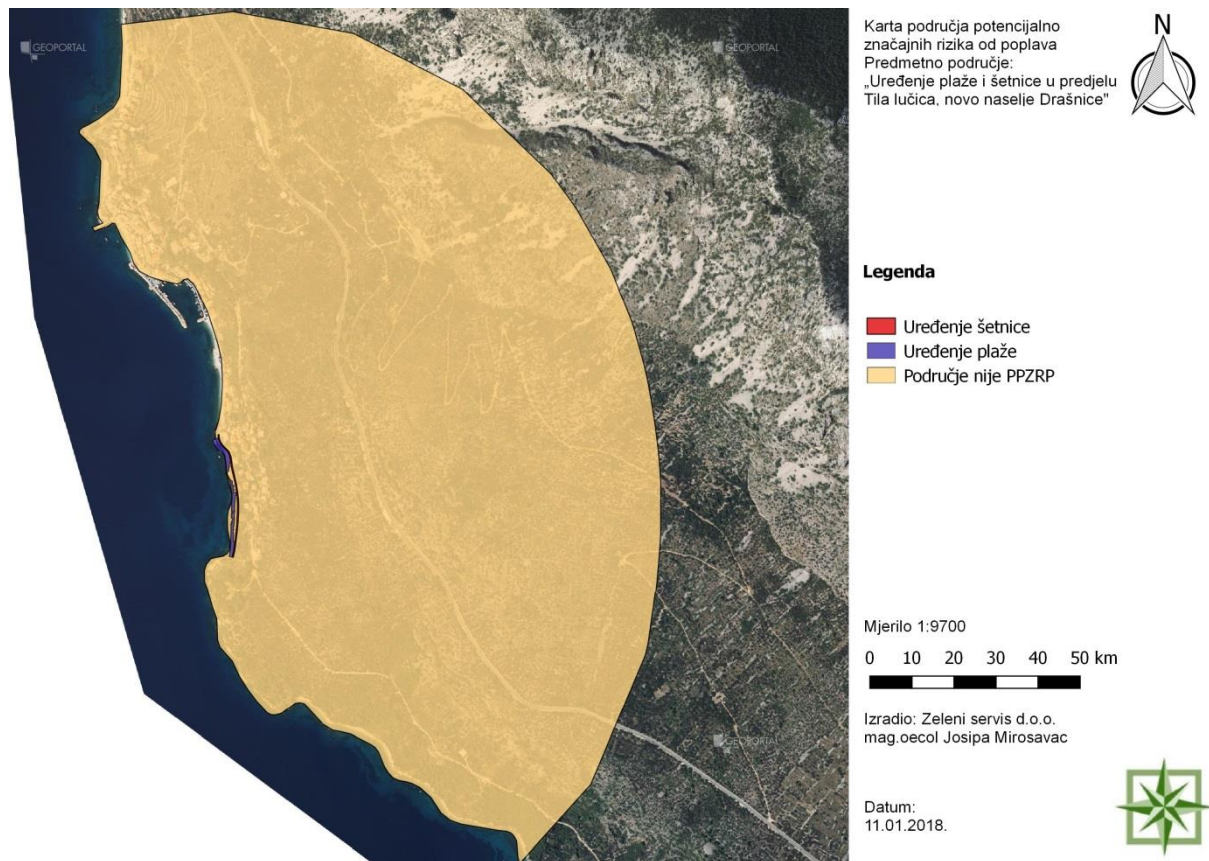 GEOPORTAL
GEOPORTAL
GEOPORTAL
Karta područja potencijalno
značajnih rizika od poplava
Predmetno područje:
„Uređenje plaže i šetnice u predjelu
Tila lučica, novo naselje Drašnice"
N
Legenda
Uređenje šetnice
Uređenje plaže
Područje nije PPZRP
Mjerilo 1:9700
0 10 20 30 40 50 km
Izradio: Zeleni servis d.o.o.
mag.oecol Josipa Mirosavac
Datum:
11.01.2018.